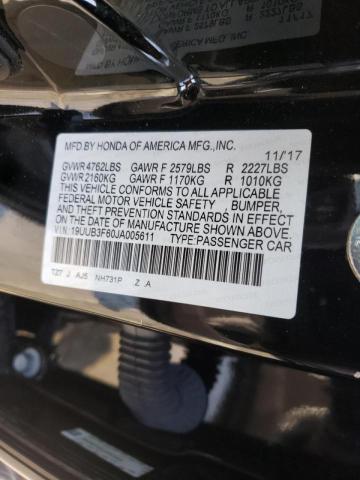 MFD BY HONDA OF AMERICA MFG.,INC. 11/17
GVWR 4762LBS GAWR F 2579LBS R 2227LBS
GVWR 2160KG GAWR F 1170KG R 1010KG
THIS VEHICLE CONFORMS TO ALL APPLICABLE
FEDERAL MOTOR VEHICLE SAFETY, BUMPER,
AND THEFT PREVENTION STANDARDS IN EFFECT
ON THE DATE OF MANUFACTURE SHOWN ABOVE.
VIN:19UUB3F60JA005611 TYPE:PASSENGER CAR
AJ5 NH731P Z .A